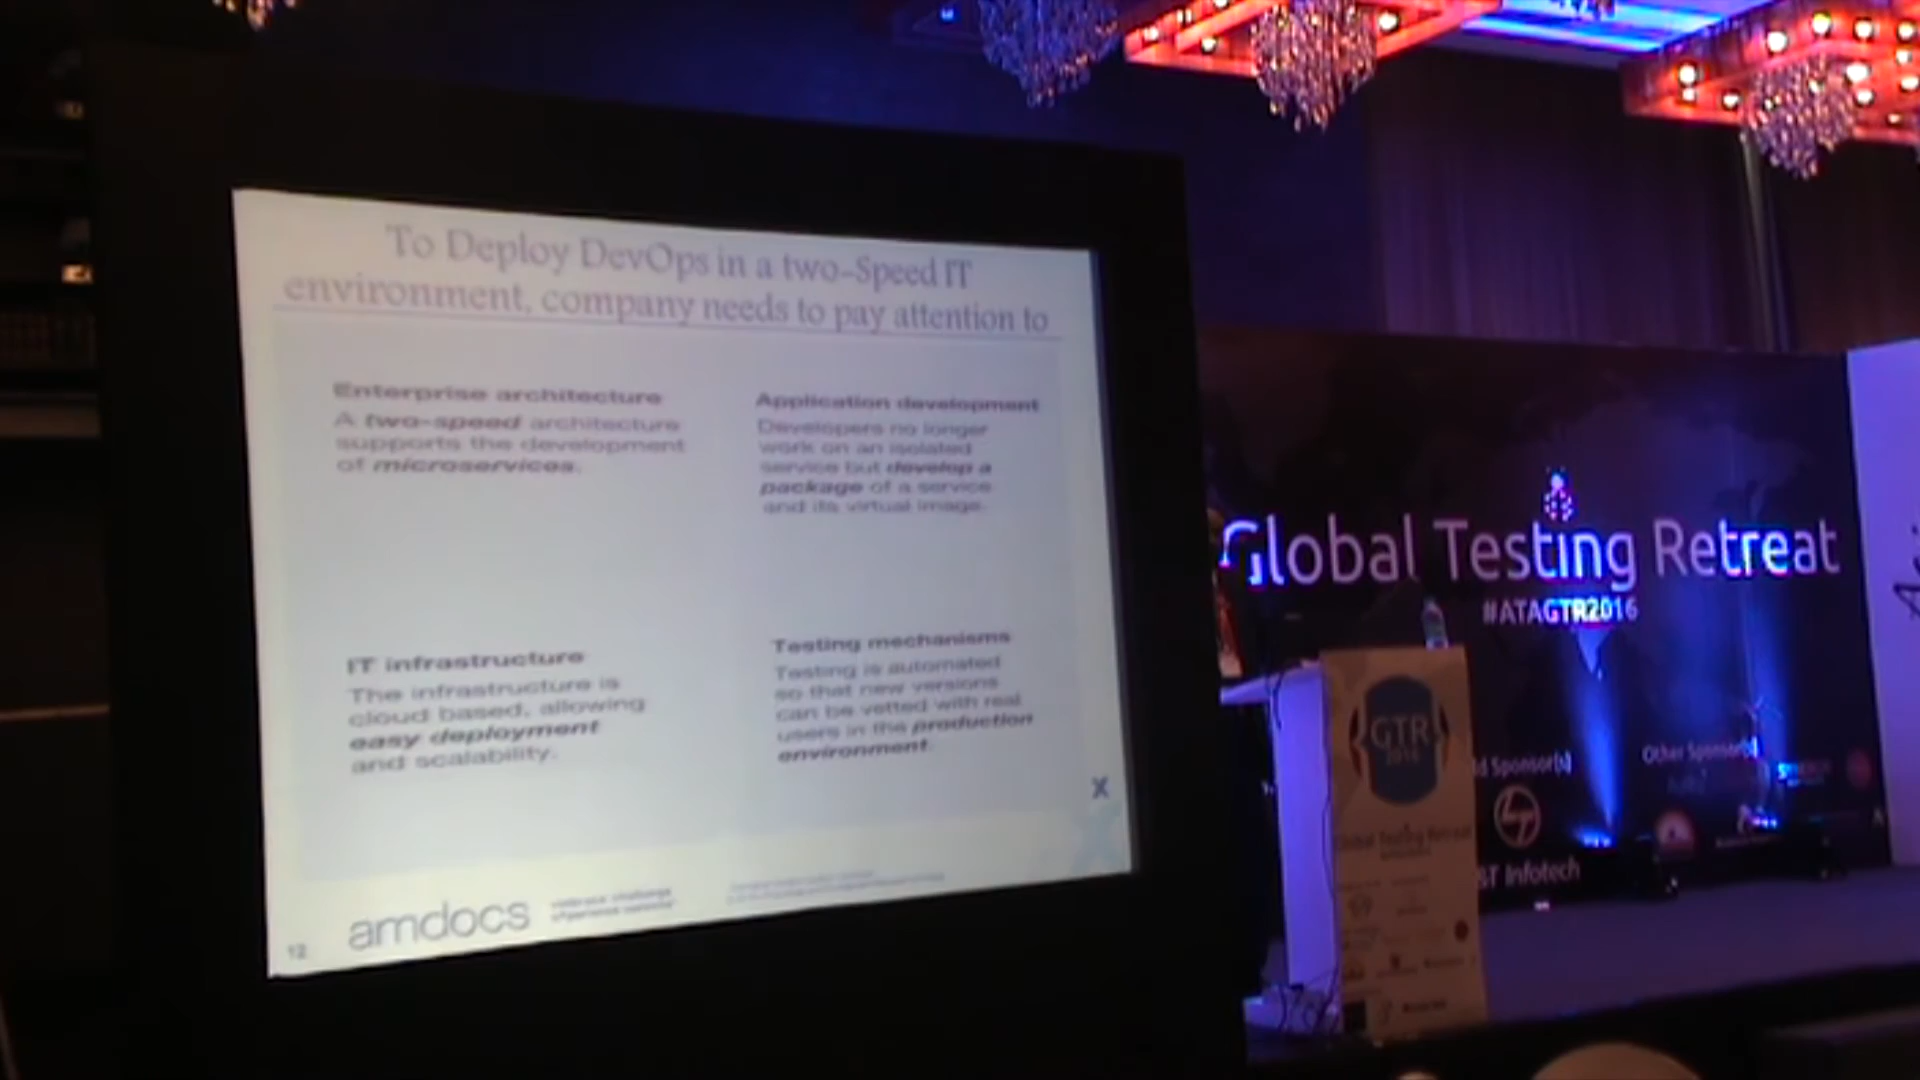 To Deploy DevOps in a two-Speed IT
environment, company needs to pay attention to
Enterprise architecture
A two-speed architecture
supports the development
of microservices.
Application development
Developers no longer
work on an isolated
service but develop a
package of a service
and its virtual image.
IT infrastructure
The infrastructure is
cloud based, allowing
easy deployment
and scalability.
Testing mechanisms
Testing is automated
so that new versions
can be vetted with real
users in the production
environment.
X
12
amdocs
Global Testing Retreat
#ATAGTR2016
Sponsor(s)
Other Sponsor(s)
&T Infotech
GTR
2016
Global Testing Retreat